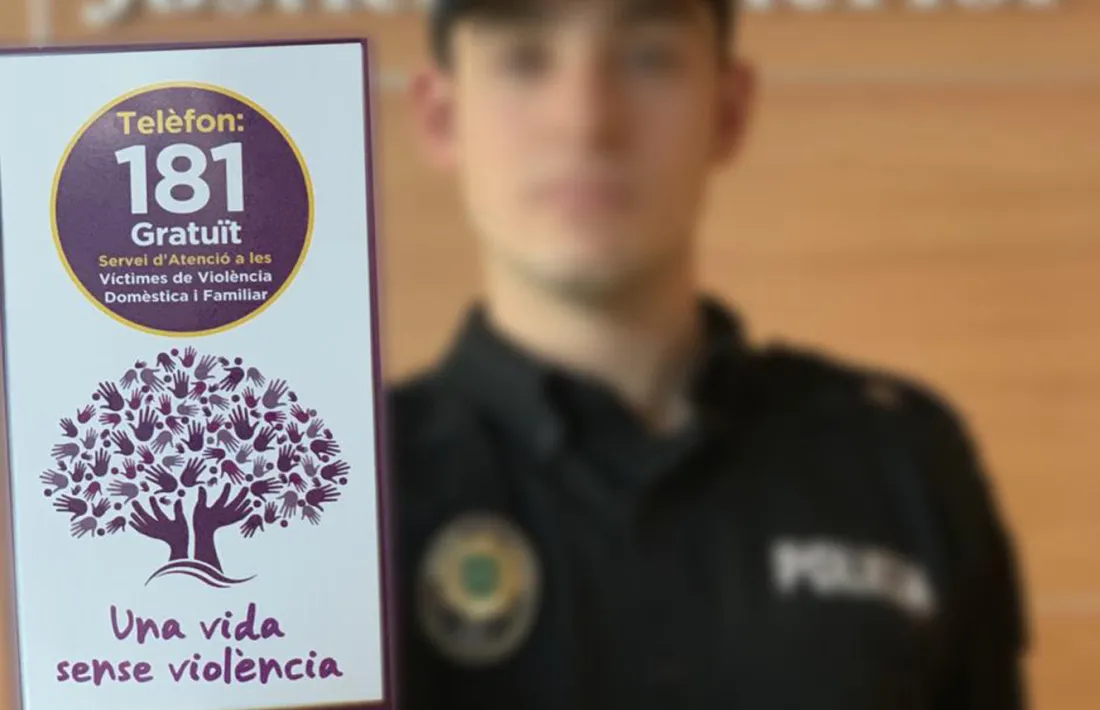 Telèfon:
181
Gratuït
Servei d'Atenció a les
Víctimes de Violència
Domèstica i Familiar
Una vida
sense violència
POLICIA